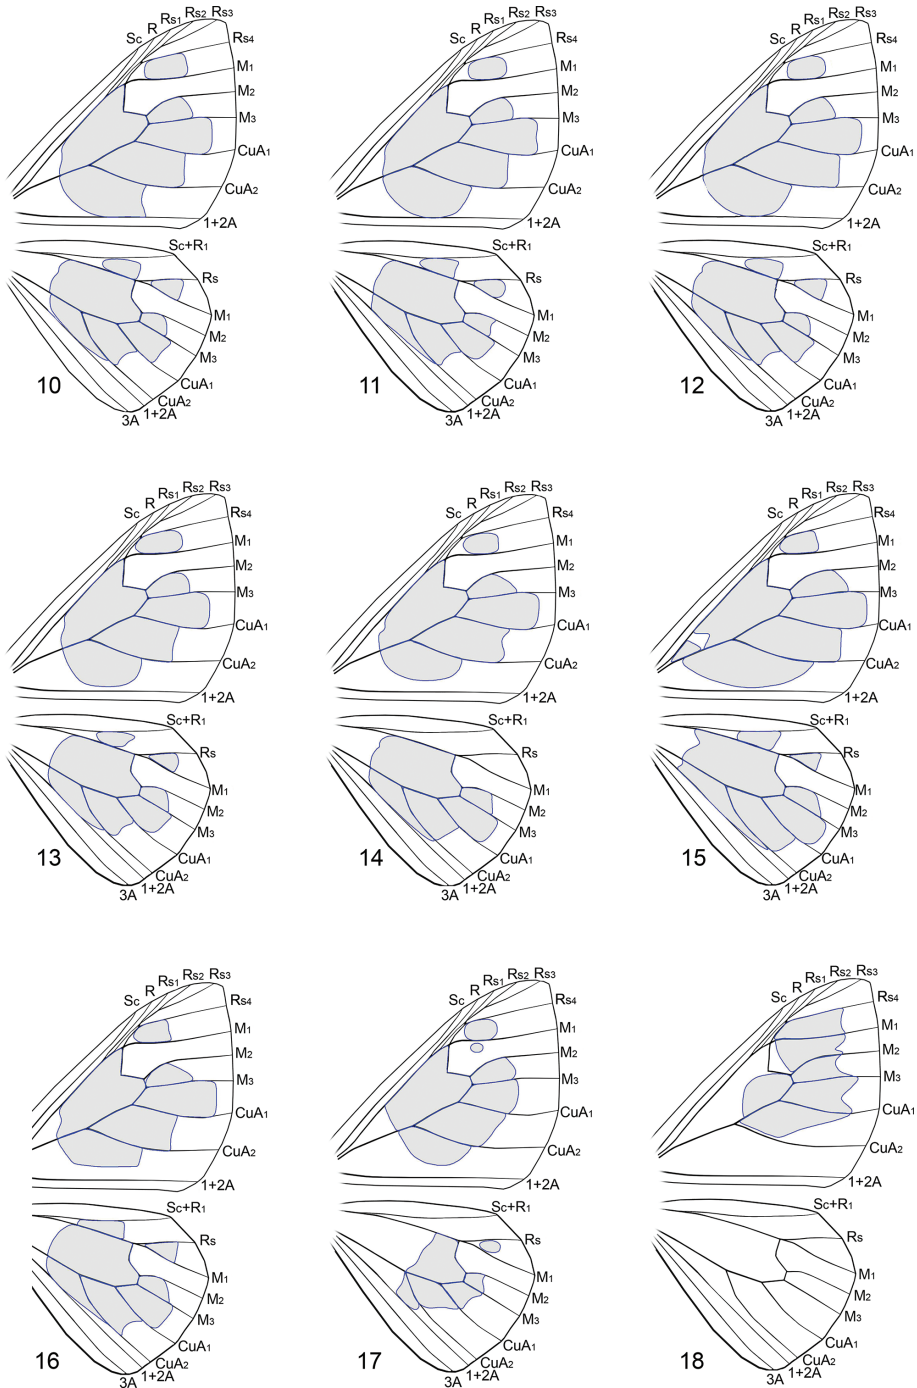 Sc R Rs1 Rs2 Rs3
Rs4
M1
M2
M3
CuA1
CuA2
1+2A
Sc+R1
Rs
M1
M2
M3
CuA1
CuA2
1+2A
3A
10
Sc R Rs1 Rs2 Rs3
Rs4
M1
M2
M3
CuA1
CuA2
1+2A
Sc+R1
Rs
M1
M2
M3
CuA1
CuA2
1+2A
3A
11
Sc R Rs1 Rs2 Rs3
Rs4
M1
M2
M3
CuA1
CuA2
1+2A
Sc+R1
Rs
M1
M2
M3
CuA1
CuA2
1+2A
3A
12
Sc R Rs1 Rs2 Rs3
Rs4
M1
M2
M3
CuA1
CuA2
1+2A
Sc+R1
Rs
M1
M2
M3
CuA1
CuA2
1+2A
3A
13
Sc R Rs1 Rs2 Rs3
Rs4
M1
M2
M3
CuA1
CuA2
1+2A
Sc+R1
Rs
M1
M2
M3
CuA1
CuA2
1+2A
3A
14
Sc R Rs1 Rs2 Rs3
Rs4
M1
M2
M3
CuA1
CuA2
1+2A
Sc+R1
Rs
M1
M2
M3
CuA1
CuA2
1+2A
3A
15
Sc R Rs1 Rs2 Rs3
Rs4
M1
M2
M3
CuA1
CuA2
1+2A
Sc+R1
Rs
M1
M2
M3
CuA1
CuA2
1+2A
3A
16
Sc R Rs1 Rs2 Rs3
Rs4
M1
M2
M3
CuA1
CuA2
1+2A
Sc+R1
Rs
M1
M2
M3
CuA1
CuA2
1+2A
3A
17
Sc R Rs1 Rs2 Rs3
Rs4
M1
M2
M3
CuA1
CuA2
1+2A
Sc+R1
Rs
M1
M2
M3
CuA1
CuA2
1+2A
3A
18